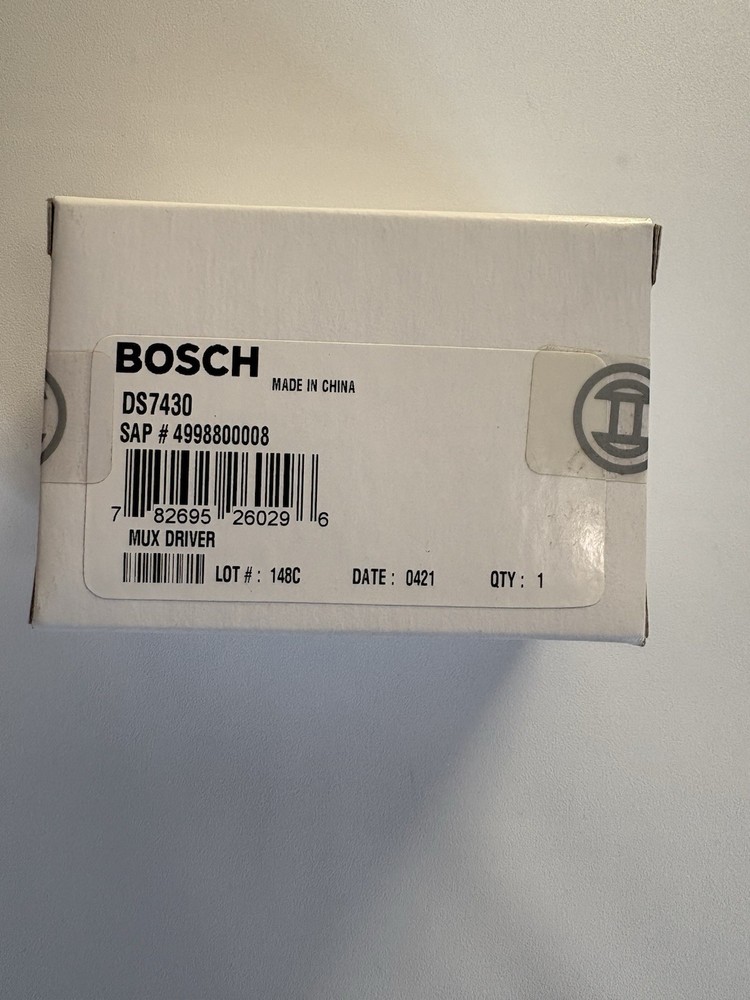 BOSCH
MADE IN CHINA
DS7430
SAP # 4998800008
7 82695 26029 6
MUX DRIVER
LOT # : 148C DATE : 0421 QTY : 1